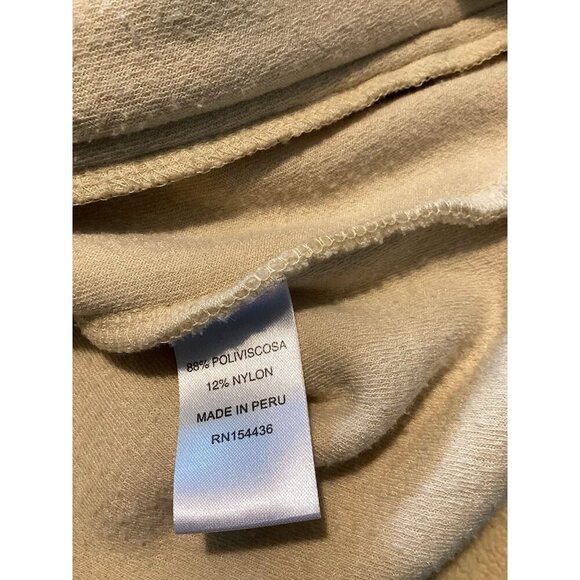 88% POLIVISCOSA
12% NYLON
MADE IN PERU
RN154436